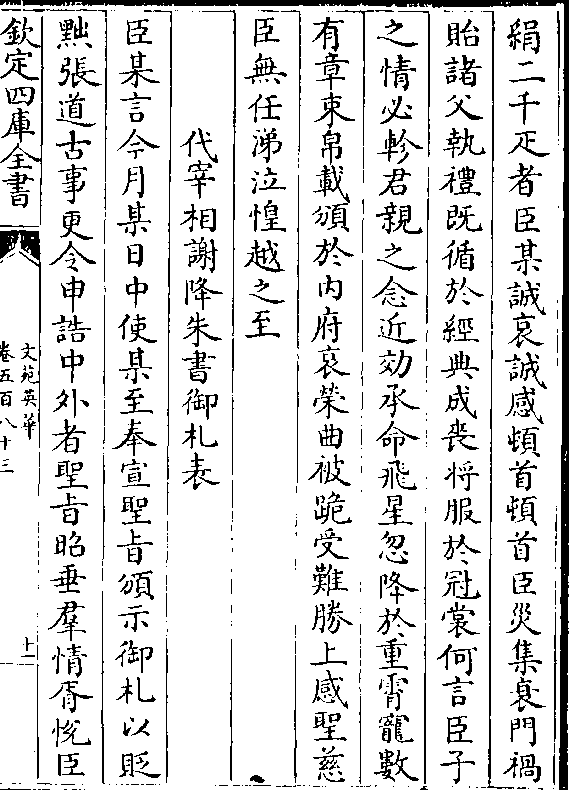 絹二千疋者臣某誠哀誠感頓首頓首臣災集衰門禍
貽諸父執禮旣循於經典成喪將服於冠裳何言臣子
之情必軫君親之念近効承命飛星忽降於重霄寵數
有章束帛載頒於內府哀榮曲被跪受難勝上感聖慈
臣無任涕泣惶越之至
代宰相謝降朱書御札表
臣某言今月某日中使某至奉宣聖旨頒示御札以貶
黜張道古事更令申誥中外者聖旨昭垂羣情胥悅臣
欽定四庫全書
文苑英華
卷五百八十三
十一